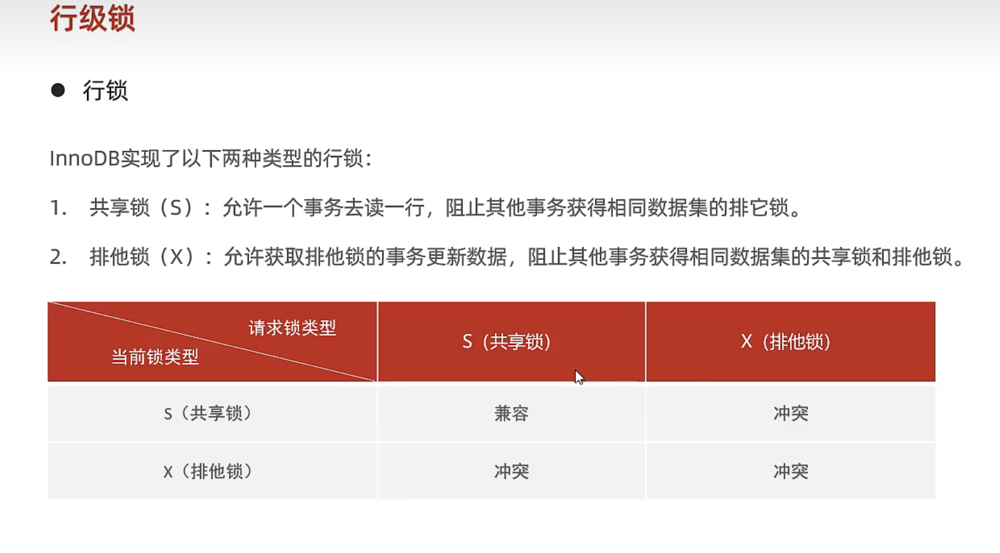 行级锁
● 行锁
InnoDB实现了以下两种类型的行锁：
1. 共享锁（S）：允许一个事务去读一行，阻止其他事务获得相同数据集的排它锁。
2. 排他锁（X）：允许获取排他锁的事务更新数据，阻止其他事务获得相同数据集的共享锁和排他锁。
请求锁类型
当前锁类型
S（共享锁）
X（排他锁）
S（共享锁）
兼容
冲突
X（排他锁）
冲突
冲突